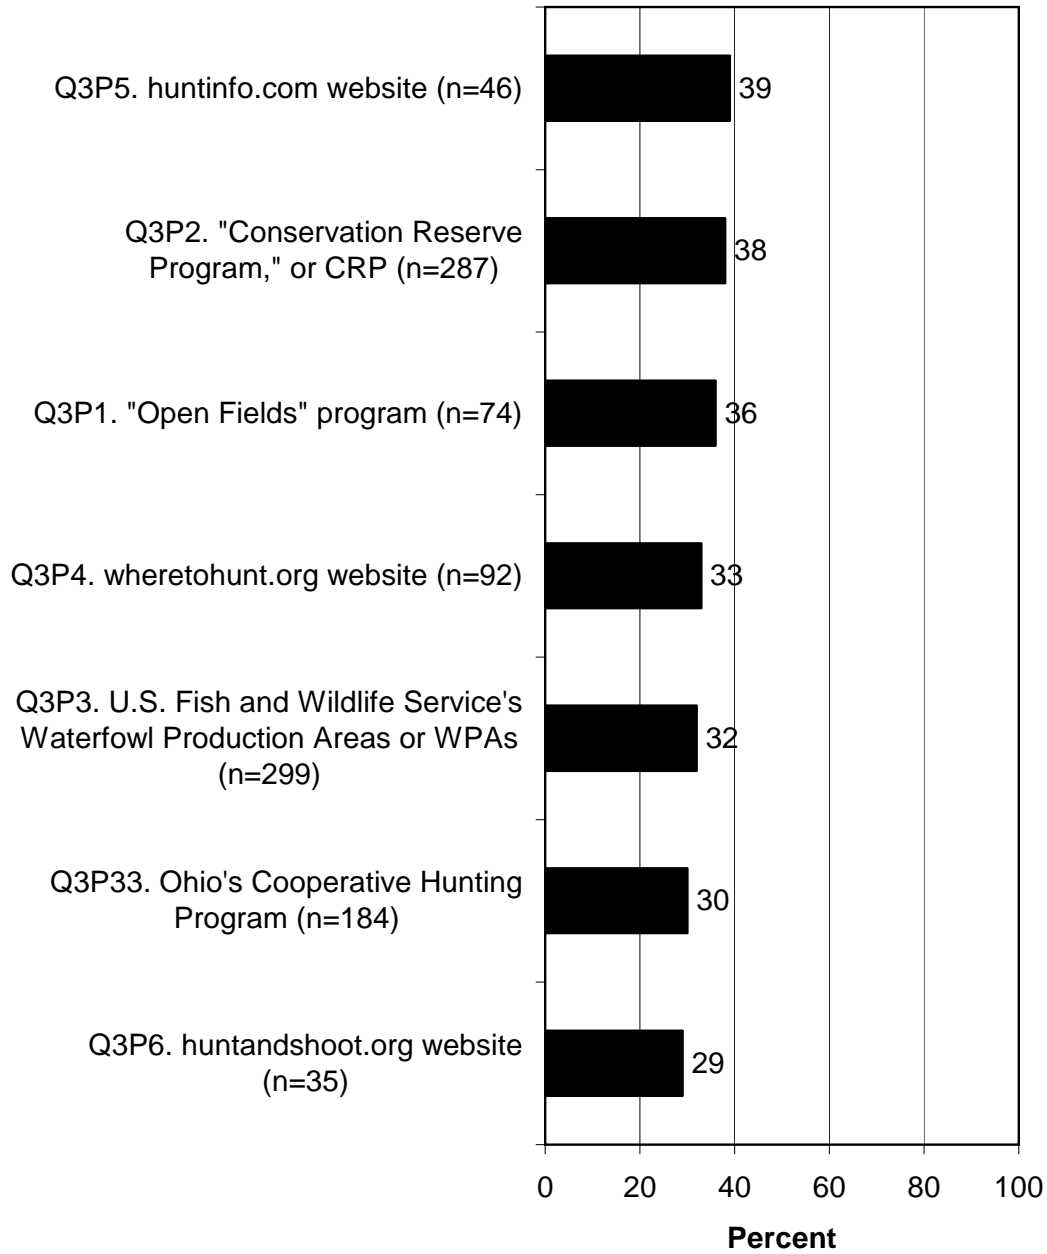 Q3P5. huntinfo.com website (n=46)
39
Q3P2. "Conservation Reserve
Program," or CRP (n=287)
38
Q3P1. "Open Fields" program (n=74)
36
Q3P4. wheretohunt.org website (n=92)
33
Q3P3. U.S. Fish and Wildlife Service's
Waterfowl Production Areas or WPAs
(n=299)
32
Q3P33. Ohio's Cooperative Hunting
Program (n=184)
30
Q3P6. huntandshoot.org website
(n=35)
29
0 20 40 60 80 100
Percent